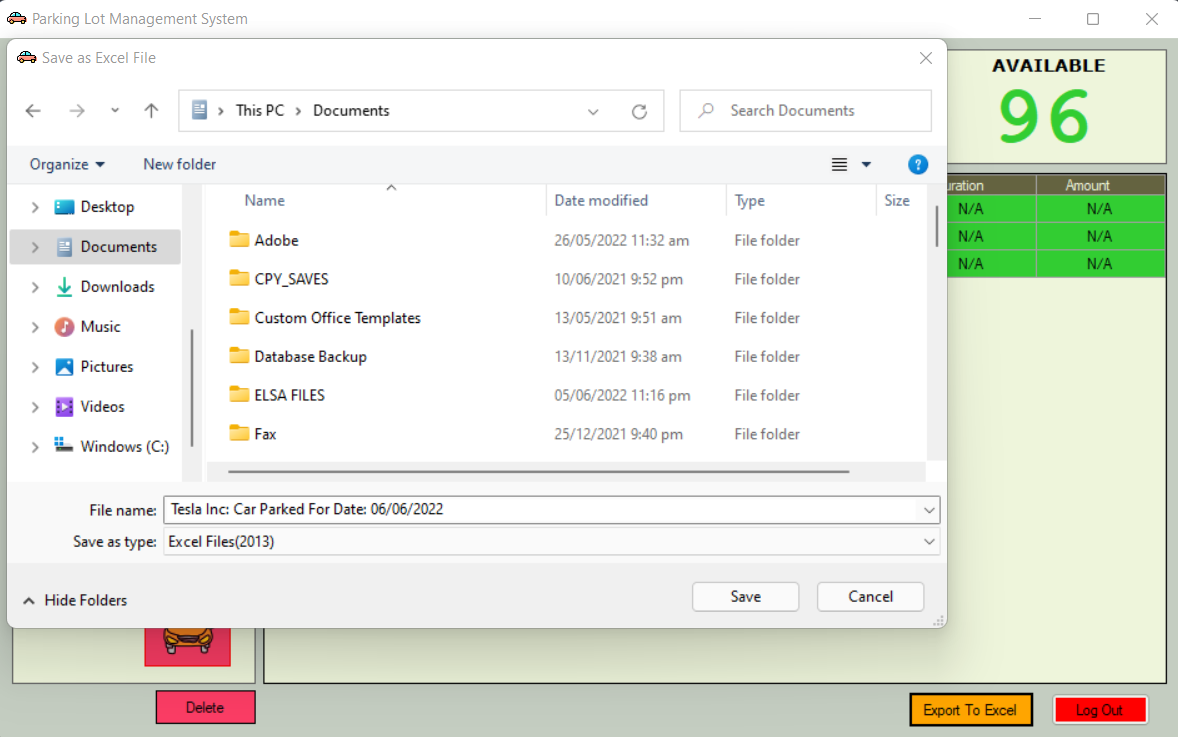 Parking Lot Management System
Save as Excel File
AVAILABLE
96
This PC > Documents
Search Documents
Organize
New folder
?
Name Date modified Type Size
Desktop
Documents
Downloads
Music
Pictures
Videos
Windows (C:)
Adobe 26/05/2022 11:32 am File folder
CPY_SAVES 10/06/2021 9:52 pm File folder
Custom Office Templates 13/05/2021 9:51 am File folder
Database Backup 13/11/2021 9:38 am File folder
ELSA FILES 05/06/2022 11:16 pm File folder
Fax 25/12/2021 9:40 pm File folder
uration Amount
N/A N/A
N/A N/A
N/A N/A
File name: Tesla Inc: Car Parked For Date: 06/06/2022
Save as type: Excel Files(2013)
Hide Folders
Save
Cancel
Delete
Export To Excel
Log Out